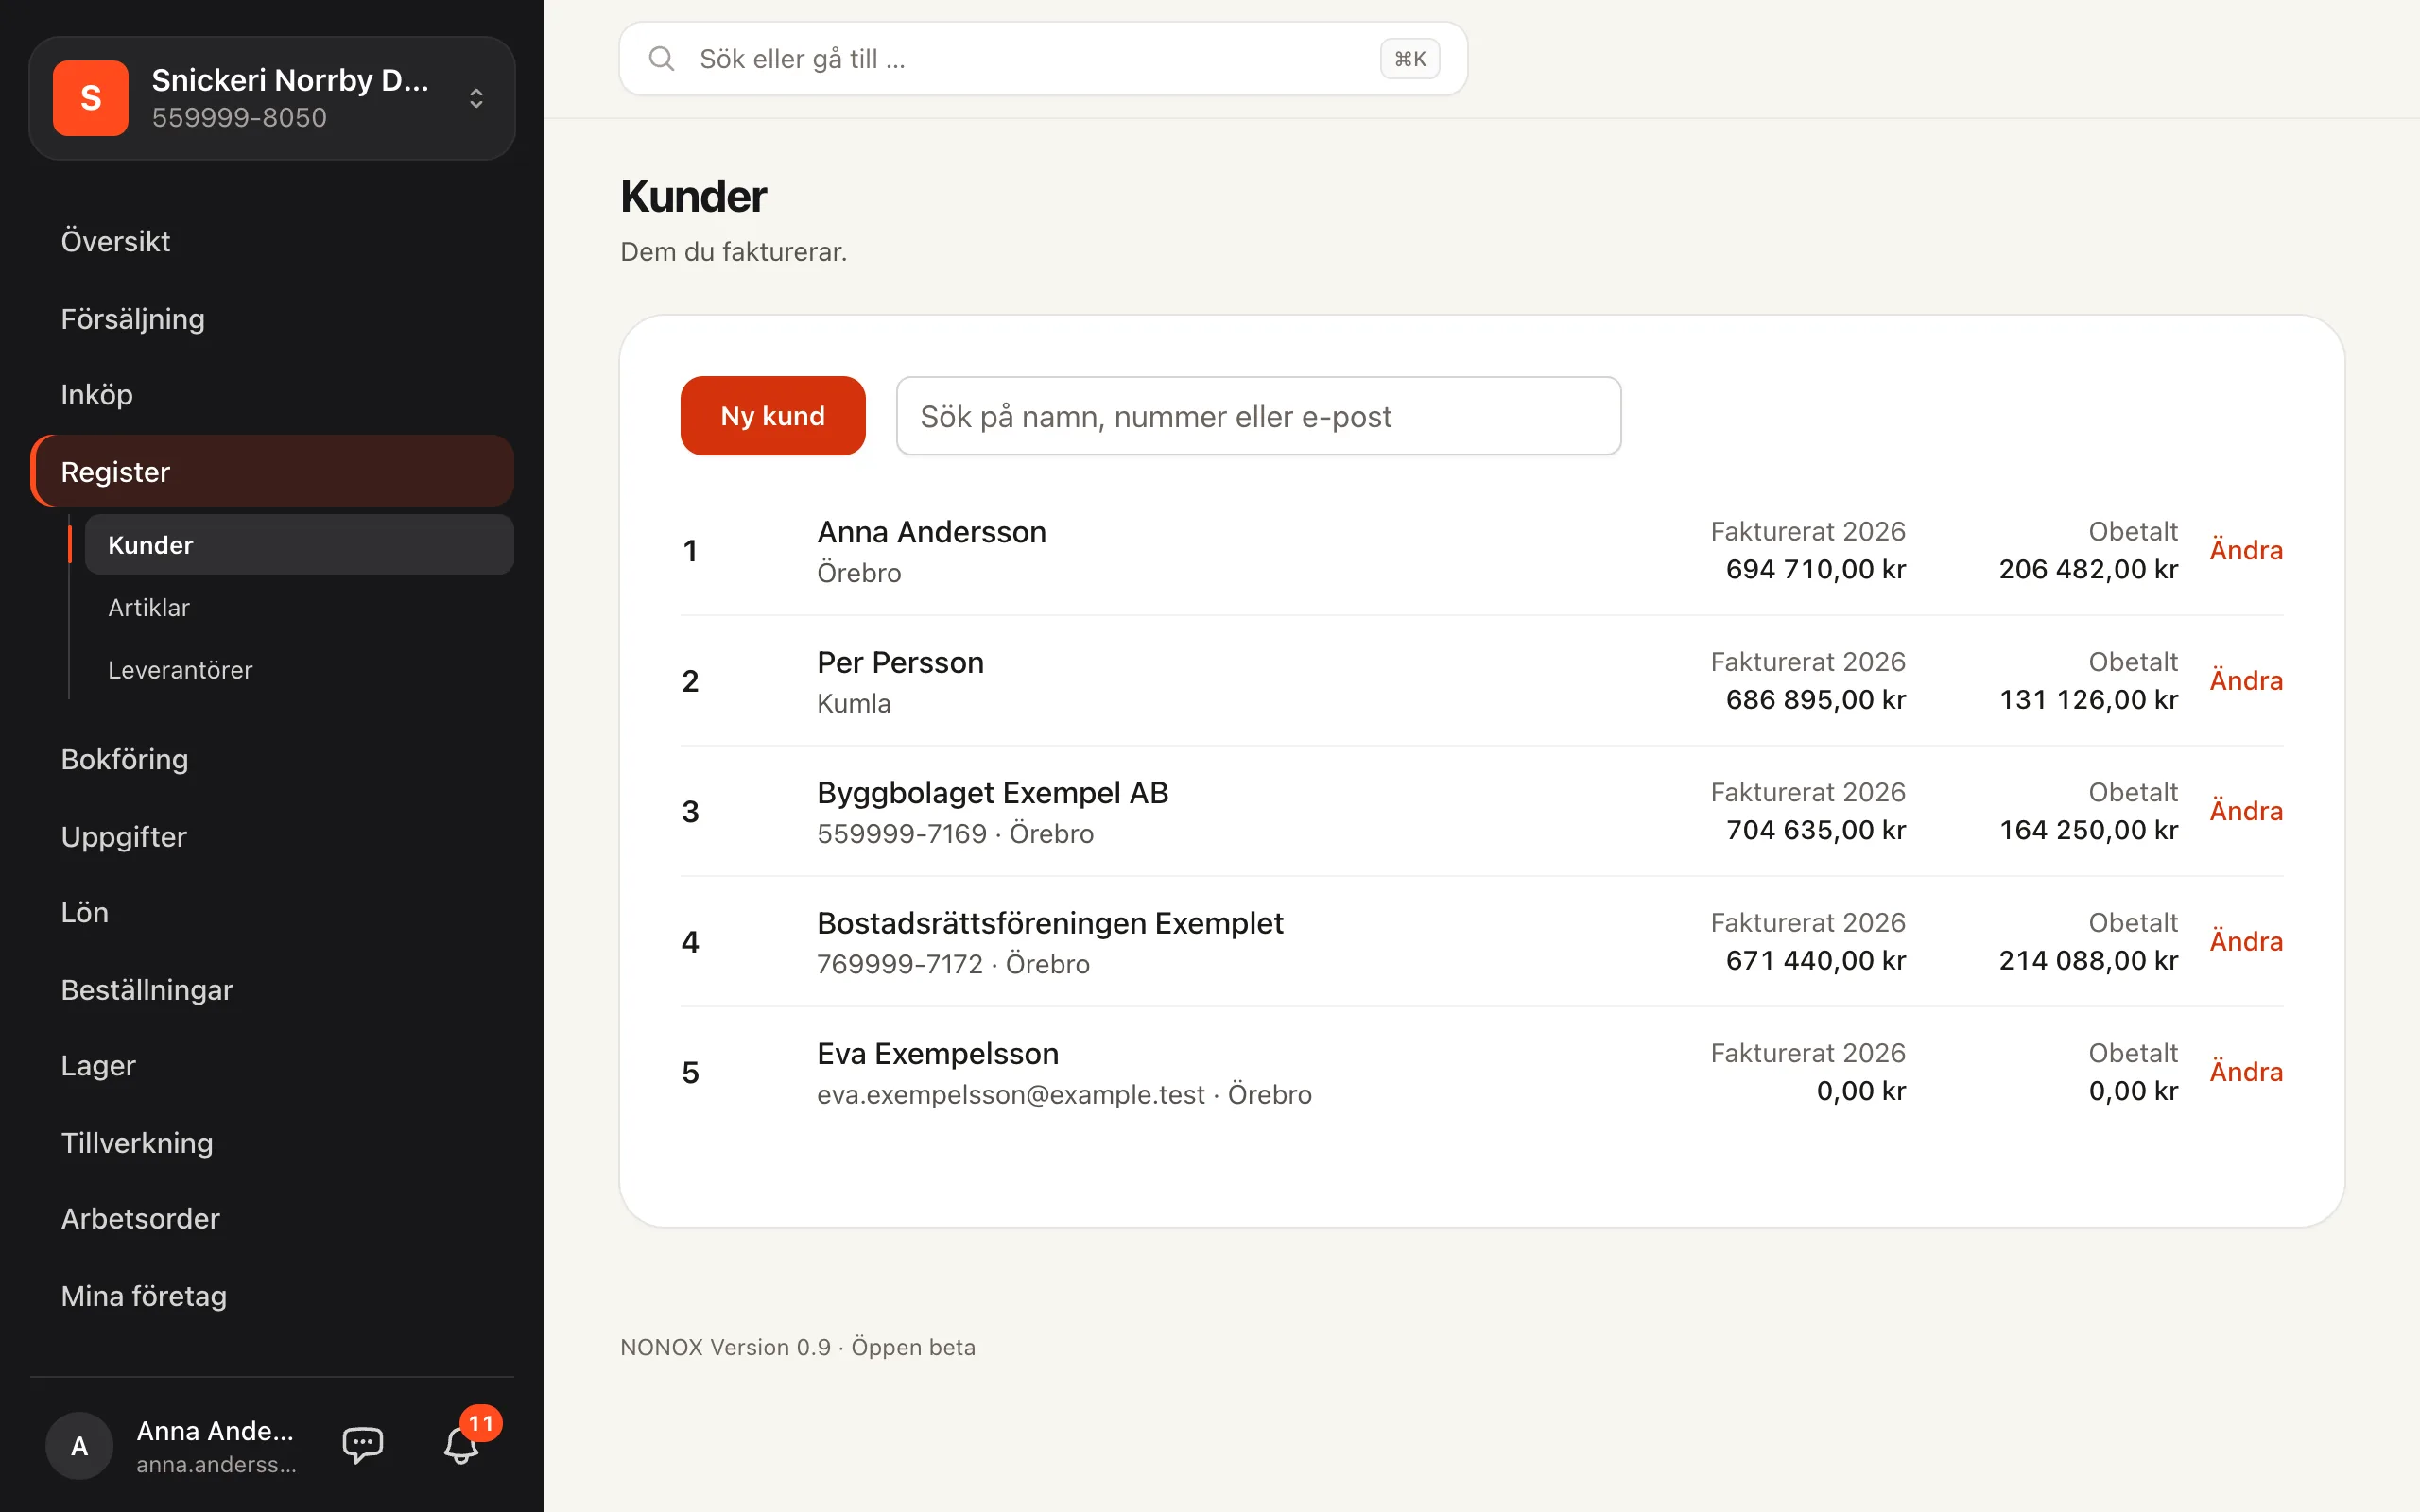 S
Snickeri Norrby D...
559999-8050
Översikt
Försäljning
Inköp
Register
Kunder
Artiklar
Leverantörer
Bokföring
Uppgifter
Lön
Beställningar
Lager
Tillverkning
Arbetsorder
Mina företag
A
Anna Ande...
anna.anderss...
11
Sök eller gå till ...
⌘K
Kunder
Dem du fakturerar.
Ny kund
Sök på namn, nummer eller e-post
1
Anna Andersson
Örebro
Fakturerat 2026
694 710,00 kr
Obetalt
206 482,00 kr
Ändra
2
Per Persson
Kumla
Fakturerat 2026
686 895,00 kr
Obetalt
131 126,00 kr
Ändra
3
Byggbolaget Exempel AB
559999-7169 · Örebro
Fakturerat 2026
704 635,00 kr
Obetalt
164 250,00 kr
Ändra
4
Bostadsrättsföreningen Exemplet
769999-7172 · Örebro
Fakturerat 2026
671 440,00 kr
Obetalt
214 088,00 kr
Ändra
5
Eva Exempelsson
eva.exempelsson@example.test · Örebro
Fakturerat 2026
0,00 kr
Obetalt
0,00 kr
Ändra
NONOX Version 0.9 · Öppen beta